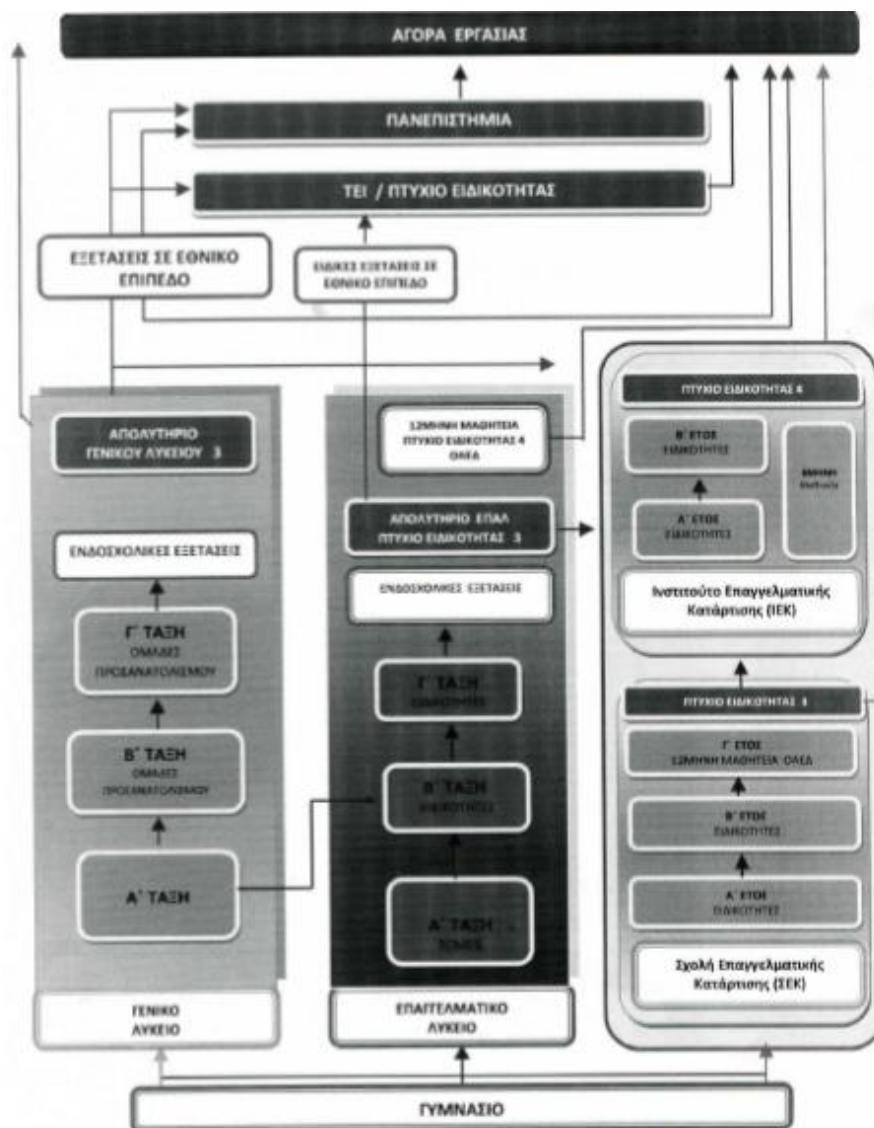 ΑΓΟΡΑ ΕΡΓΑΣΙΑΣ
ΠΑΝΕΠΙΣΤΗΜΙΑ
ΤΕΙ / ΠΤΥΧΙΟ ΕΙΔΙΚΟΤΗΤΑΣ
ΕΞΕΤΑΣΕΙΣ ΣΕ ΕΘΝΙΚΟ
ΕΠΙΠΕΔΟ
ΕΙΔΙΚΕΣ ΕΞΕΤΑΣΕΙΣ ΣΕ
ΕΘΝΙΚΟ ΕΠΙΠΕΔΟ
ΑΠΟΛΥΤΗΡΙΟ
ΓΕΝΙΚΟΥ ΛΥΚΕΙΟΥ 3
ΕΝΔΟΣΧΟΛΙΚΕΣ ΕΞΕΤΑΣΕΙΣ
Γ΄ ΤΑΞΗ
ΟΜΑΔΕΣ
ΠΡΟΣΑΝΑΤΟΛΙΣΜΟΥ
Β΄ ΤΑΞΗ
ΟΜΑΔΕΣ
ΠΡΟΣΑΝΑΤΟΛΙΣΜΟΥ
Α΄ ΤΑΞΗ
ΓΕΝΙΚΟ
ΛΥΚΕΙΟ
12ΜΗΝΗ ΜΑΘΗΤΕΙΑ
ΠΤΥΧΙΟ ΕΙΔΙΚΟΤΗΤΑΣ 4
ΟΑΕΔ
ΑΠΟΛΥΤΗΡΙΟ ΕΠΑΛ
ΠΤΥΧΙΟ ΕΙΔΙΚΟΤΗΤΑΣ 3
ΕΝΔΟΣΧΟΛΙΚΕΣ ΕΞΕΤΑΣΕΙΣ
Γ΄ ΤΑΞΗ
ΕΙΔΙΚΟΤΗΤΕΣ
Β΄ ΤΑΞΗ
ΕΙΔΙΚΟΤΗΤΕΣ
Α΄ ΤΑΞΗ
ΤΟΜΕΙΣ
ΕΠΑΓΓΕΛΜΑΤΙΚΟ
ΛΥΚΕΙΟ
ΠΤΥΧΙΟ ΕΙΔΙΚΟΤΗΤΑΣ 4
Β΄ ΕΤΟΣ
ΕΙΔΙΚΟΤΗΤΕΣ
Α΄ ΕΤΟΣ
ΕΙΔΙΚΟΤΗΤΕΣ
Ινστιτούτο Επαγγελματικής
Κατάρτισης (ΙΕΚ)
ΠΤΥΧΙΟ ΕΙΔΙΚΟΤΗΤΑΣ 3
Γ΄ ΕΤΟΣ
12ΜΗΝΗ ΜΑΘΗΤΕΙΑ ΟΑΕΔ
Β΄ ΕΤΟΣ
ΕΙΔΙΚΟΤΗΤΕΣ
Α΄ ΕΤΟΣ
ΕΙΔΙΚΟΤΗΤΕΣ
Σχολή Επαγγελματικής
Κατάρτισης (ΣΕΚ)
ΓΥΜΝΑΣΙΟ